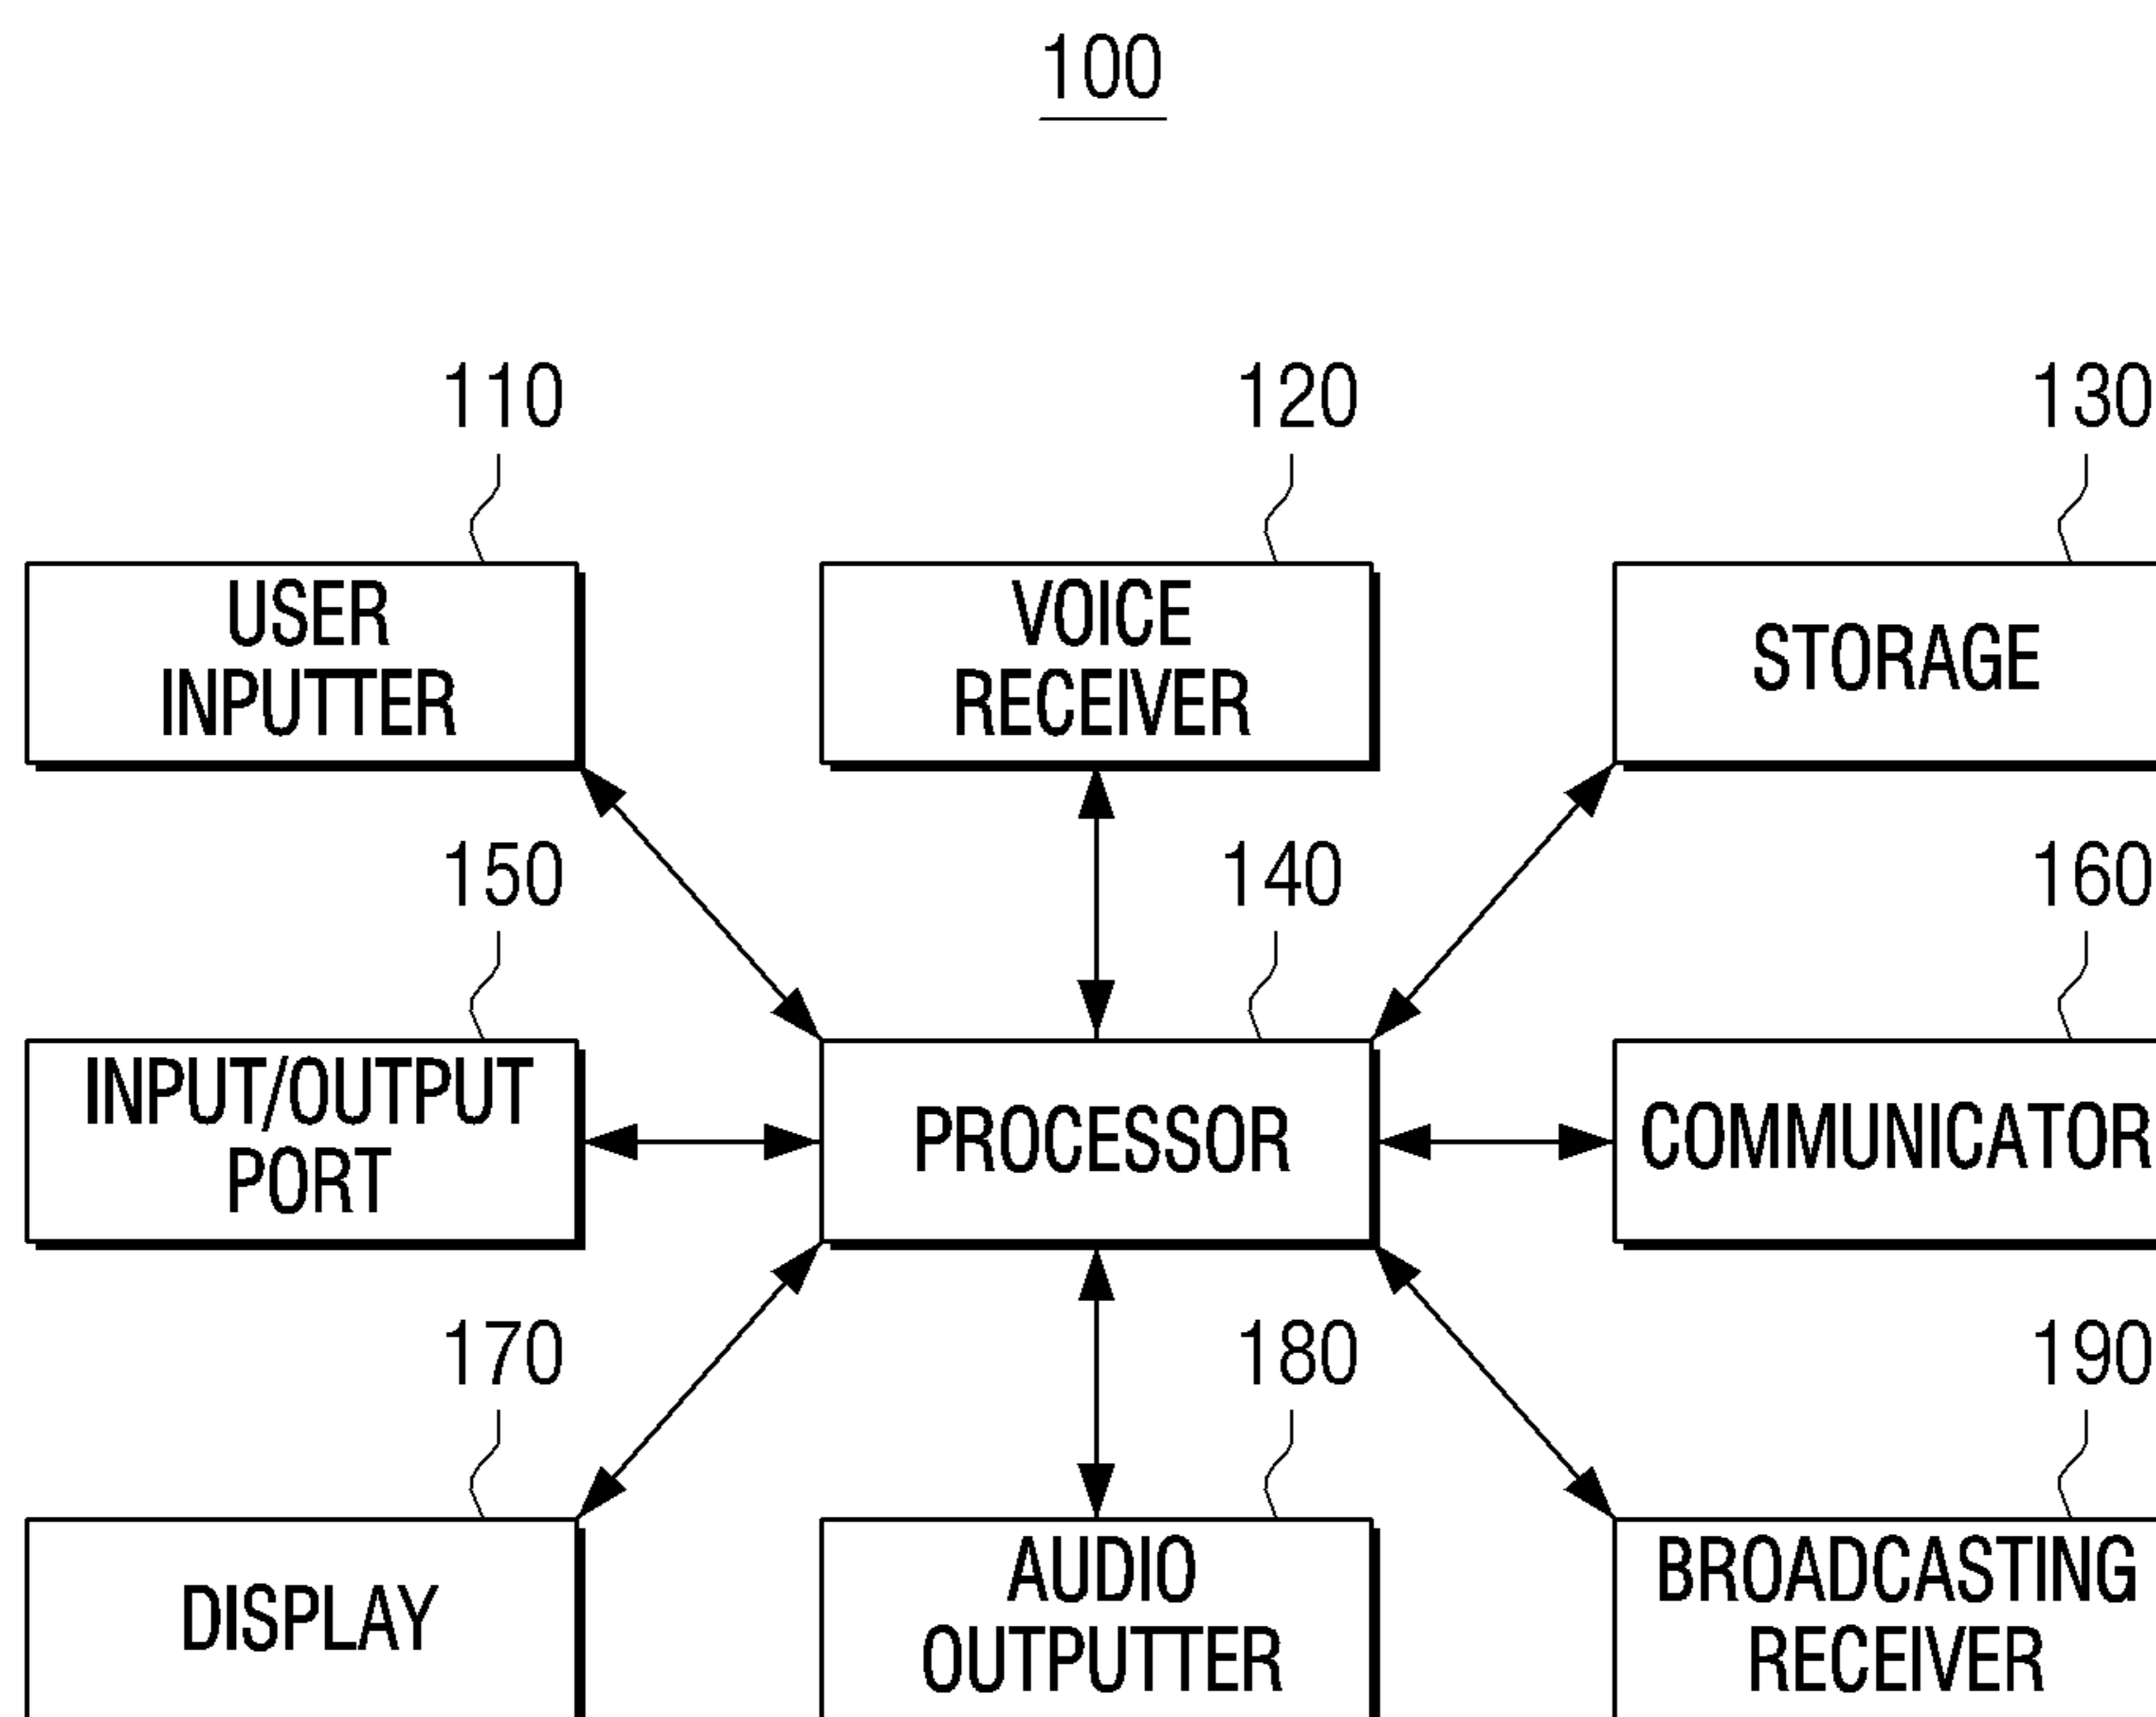 100
110
120
130
USER
INPUTTER
VOICE
RECEIVER
STORAGE
150
140
160
INPUT/OUTPUT
PORT
PROCESSOR
COMMUNICATOR
170
180
190
DISPLAY
AUDIO
OUTPUTTER
BROADCASTING
RECEIVER